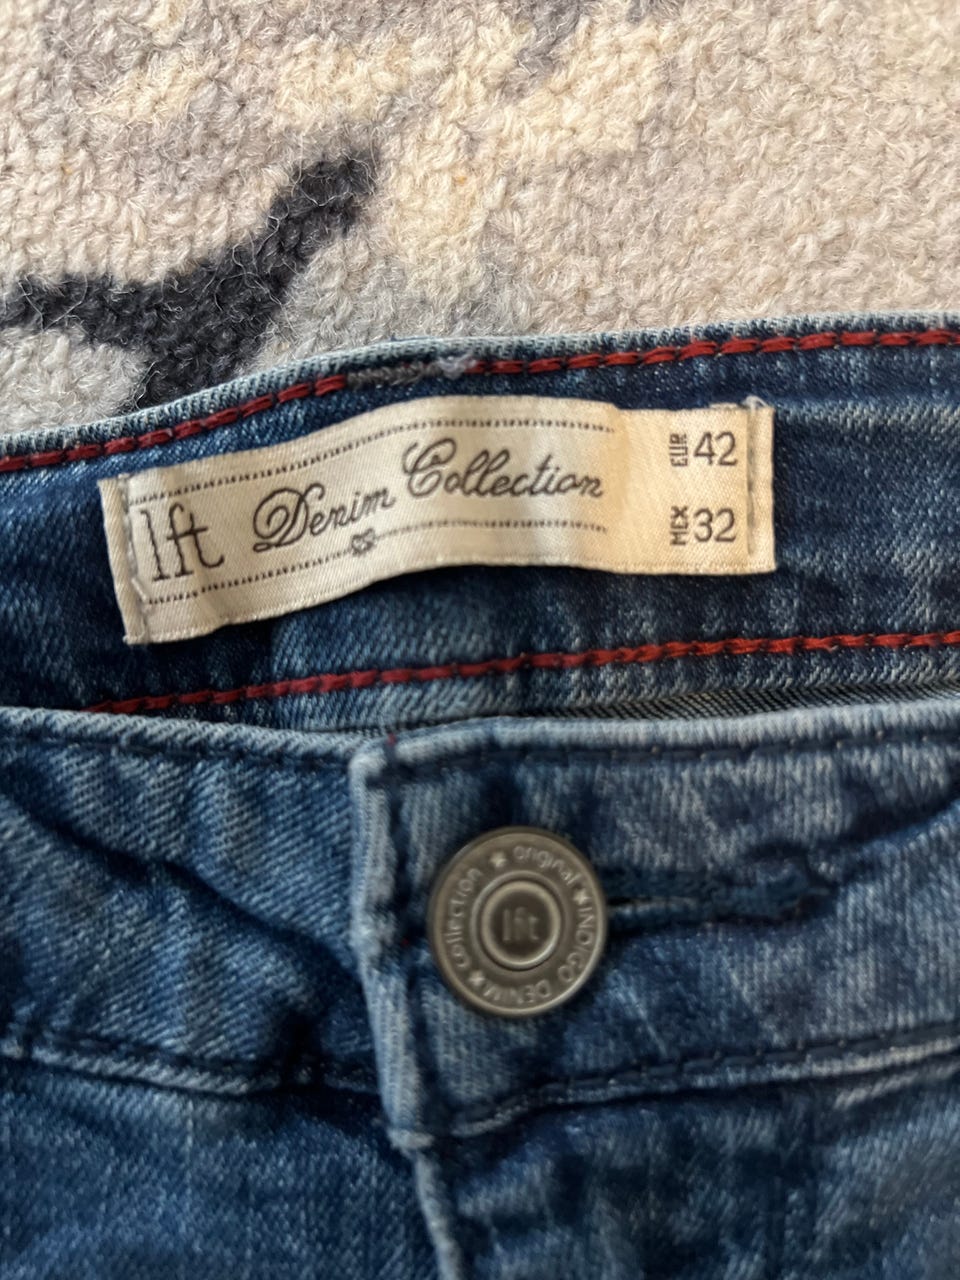 lft Denim Collection
EUR 42
MEX 32
original ★ INDIGO DENIM ★ collection ★
lft